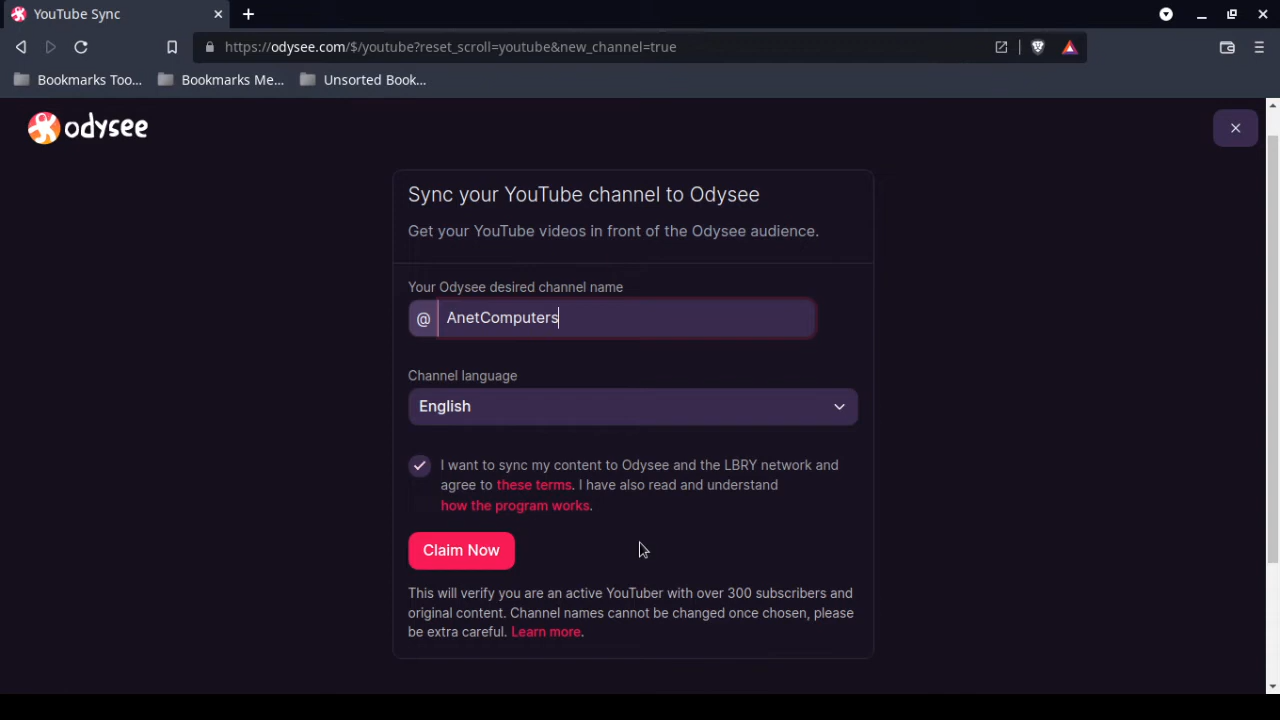 YouTube Sync
https://odysee.com/$/youtube?reset_scroll=youtube&new_channel=true
Bookmarks Too... Bookmarks Me... Unsorted Book...
odysee
Sync your YouTube channel to Odysee
Get your YouTube videos in front of the Odysee audience.
Your Odysee desired channel name
@ AnetComputers
Channel language
English
I want to sync my content to Odysee and the LBRY network and
agree to these terms. I have also read and understand
how the program works.
Claim Now
This will verify you are an active YouTuber with over 300 subscribers and
original content. Channel names cannot be changed once chosen, please
be extra careful. Learn more.